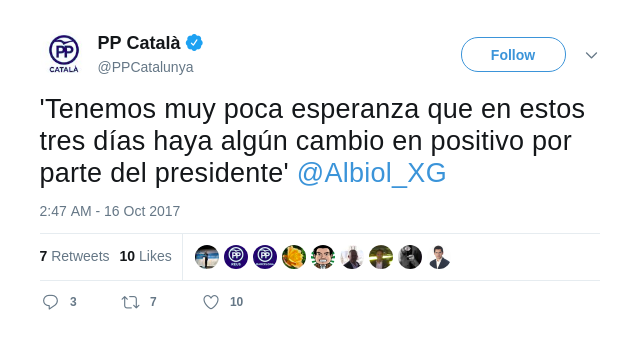 PP Català
@PPCatalunya
Follow
PP
CATALÀ
'Tenemos muy poca esperanza que en estos
tres días haya algún cambio en positivo por
parte del presidente' @Albiol_XG
2:47 AM - 16 Oct 2017
7 Retweets 10 Likes
PP
PP
3 7 10